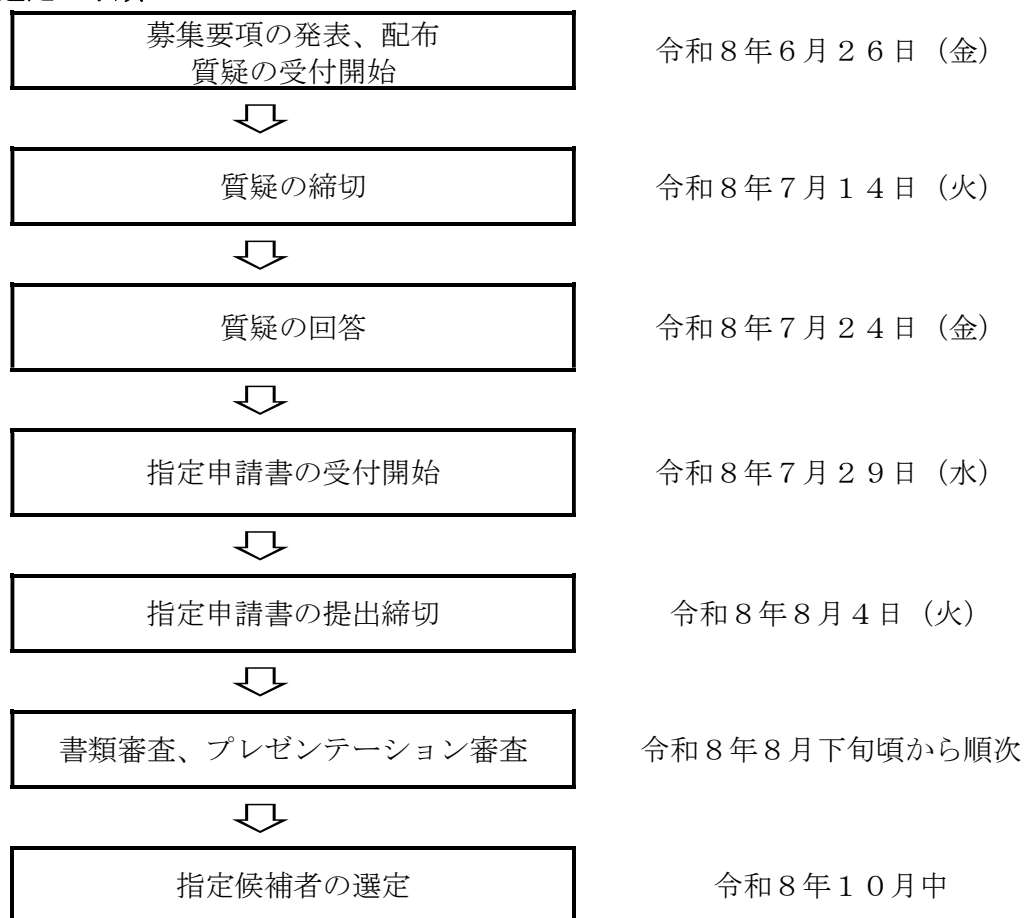 募集要項の発表、配布
質疑の受付開始
令和８年６月２６日（金）
質疑の締切
令和８年７月１４日（火）
質疑の回答
令和８年７月２４日（金）
指定申請書の受付開始
令和８年７月２９日（水）
指定申請書の提出締切
令和８年８月４日（火）
書類審査、プレゼンテーション審査
令和８年８月下旬頃から順次
指定候補者の選定
令和８年１０月中